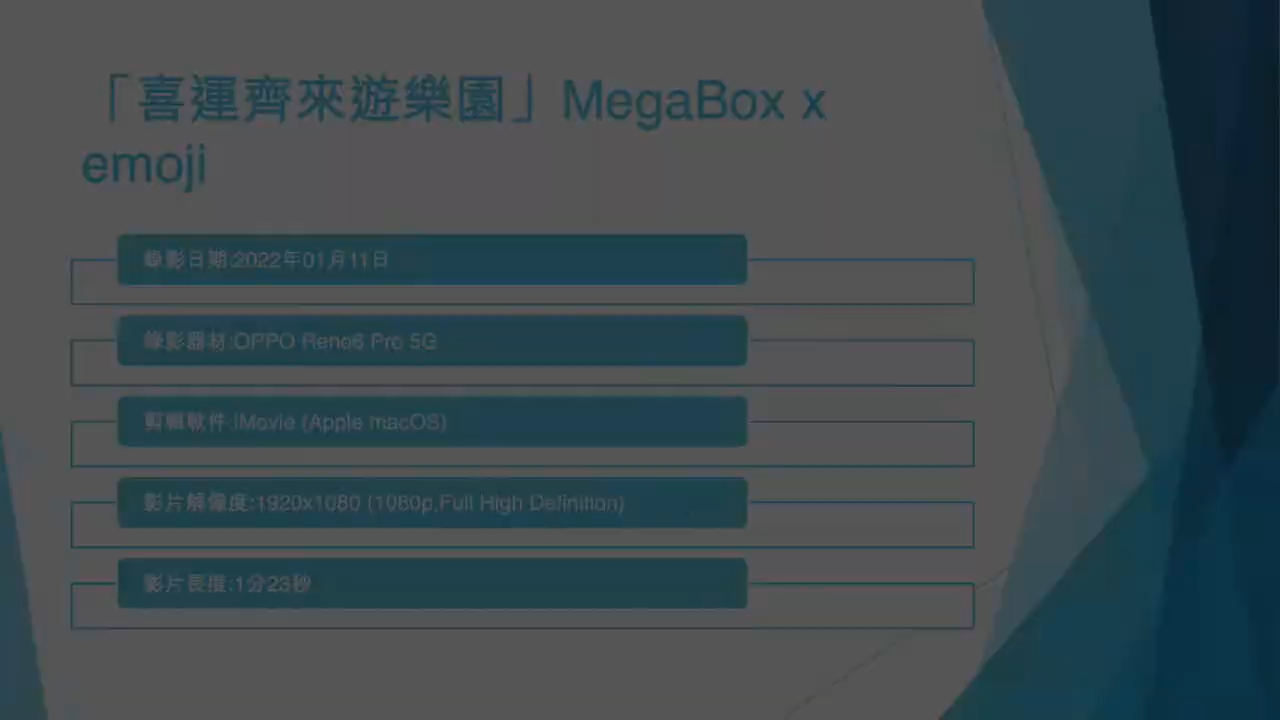 「喜運齊來遊樂園」MegaBox x
emoji
錄影日期:2022年01月11日
錄影器材:OPPO Reno6 Pro 5G
剪輯軟件:iMovie (Apple macOS)
影片解像度:1920x1080 (1080p,Full High Definition)
影片長度:1分23秒